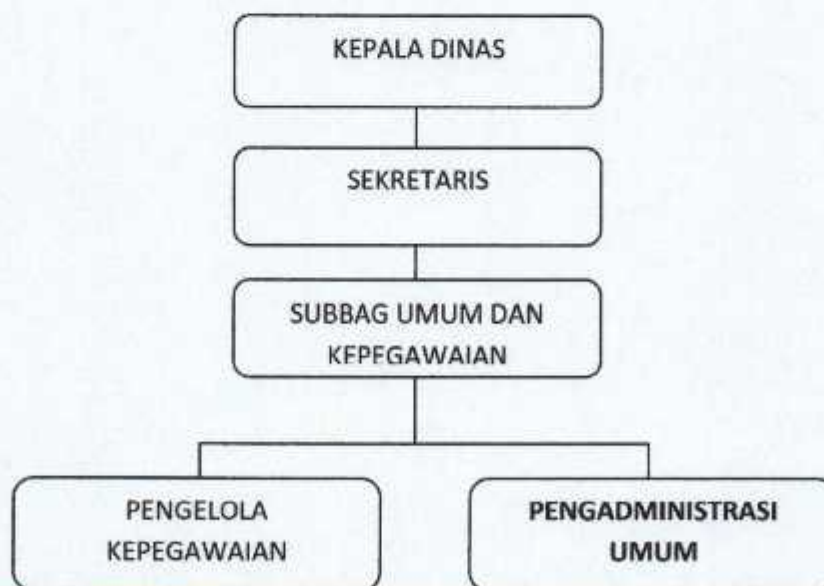 KEPALA DINAS
SEKRETARIS
SUBBAG UMUM DAN
KEPEGAWAIAN
PENGELOLA
KEPEGAWAIAN
PENGADMINISTRASI
UMUM